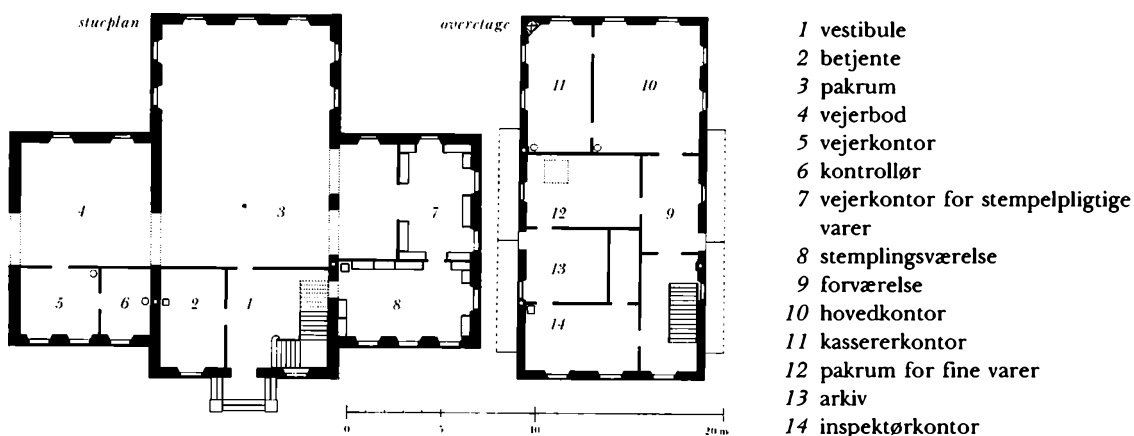 stueplan
4
3
7
5
6
2
1
8
overetage
11
10
12
9
13
14
0 5 10 20 m
1 vestibule
2 betjente
3 pakrum
4 vejerbod
5 vejerkontor
6 kontrollør
7 vejerkontor for stempelpligtige
varer
8 stemplingsværelse
9 forværelse
10 hovedkontor
11 kassererkontor
12 pakrum for fine varer
13 arkiv
14 inspektørkontor